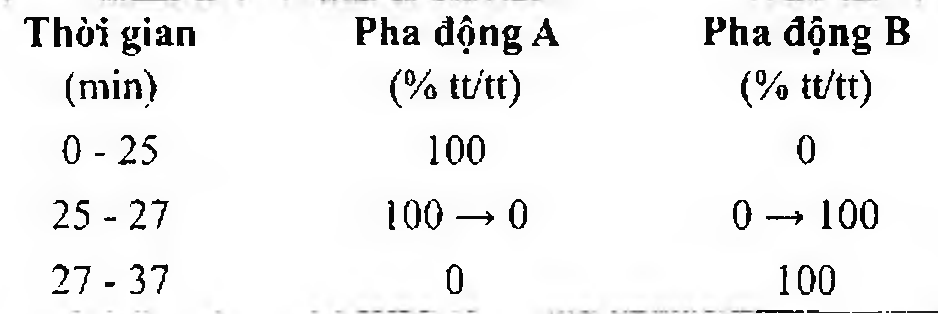 Thời gian Pha động A Pha động B
(min) (% tt/tt) (% tt/tt)
0 - 25 100 0
25 - 27 100 → 0 0 → 100
27 - 37 0 100